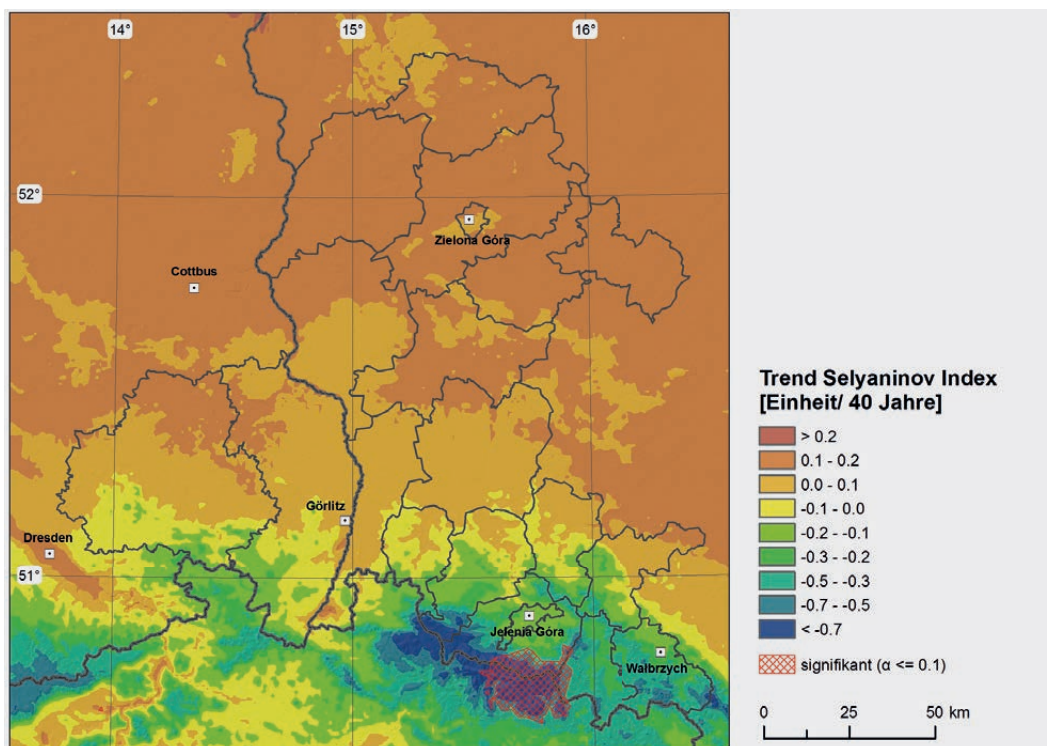 14°
15°
16°
52°
Zielona Góra
Cottbus
Görlitz
Dresden
51°
Jelenia Góra
Wałbrzych
Trend Selyaninov Index
[Einheit/ 40 Jahre]
> 0.2
0.1 - 0.2
0.0 - 0.1
-0.1 - 0.0
-0.2 - -0.1
-0.3 - -0.2
-0.5 - -0.3
-0.7 - -0.5
< -0.7
signifikant (α <= 0.1)
0 25 50 km